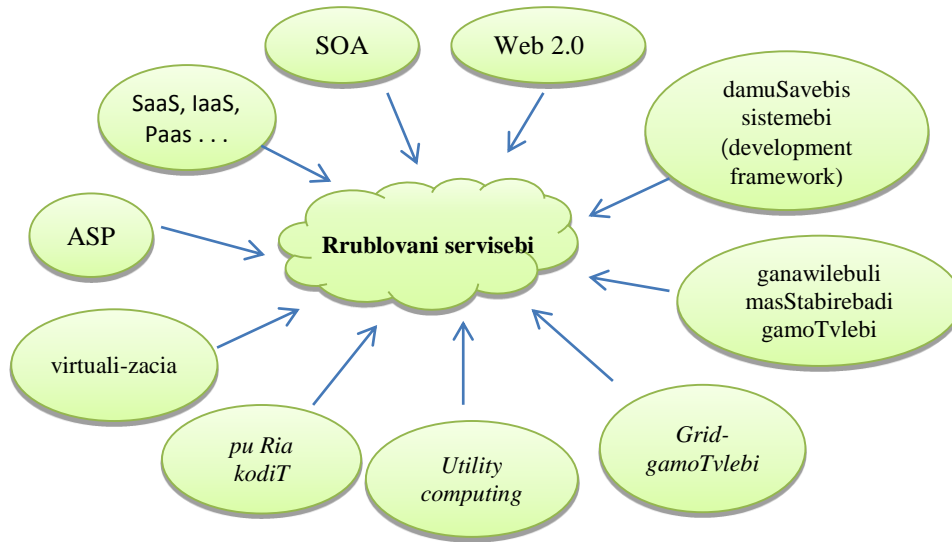 SOA
Web 2.0
SaaS, IaaS,
Paas . . .
damuSavebis
sistemebi
(development
framework)
ASP
Rrublovani servisebi
ganawilebuli
masStabirebadi
gamoTvlebi
virtuali-zacia
pu Ria
kodiT
Utility
computing
Grid-
gamoTvlebi